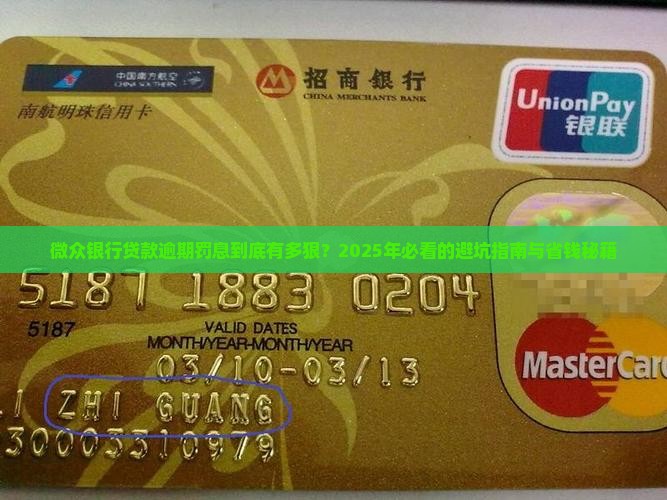 中国南方航空
CHINA SOUTHERN
南航明珠信用卡
招商银行
CHINA MERCHANTS BANK
UnionPay
银联
微众银行贷款逾期罚息到底有多狠？2025年必看的避坑指南与省钱秘籍
5187 1883 0204
5187
VALID DATES
MONTH/YEAR-MONTH/YEAR
03/10-03/13
MasterCar
LI ZHI GUANG
30003310979